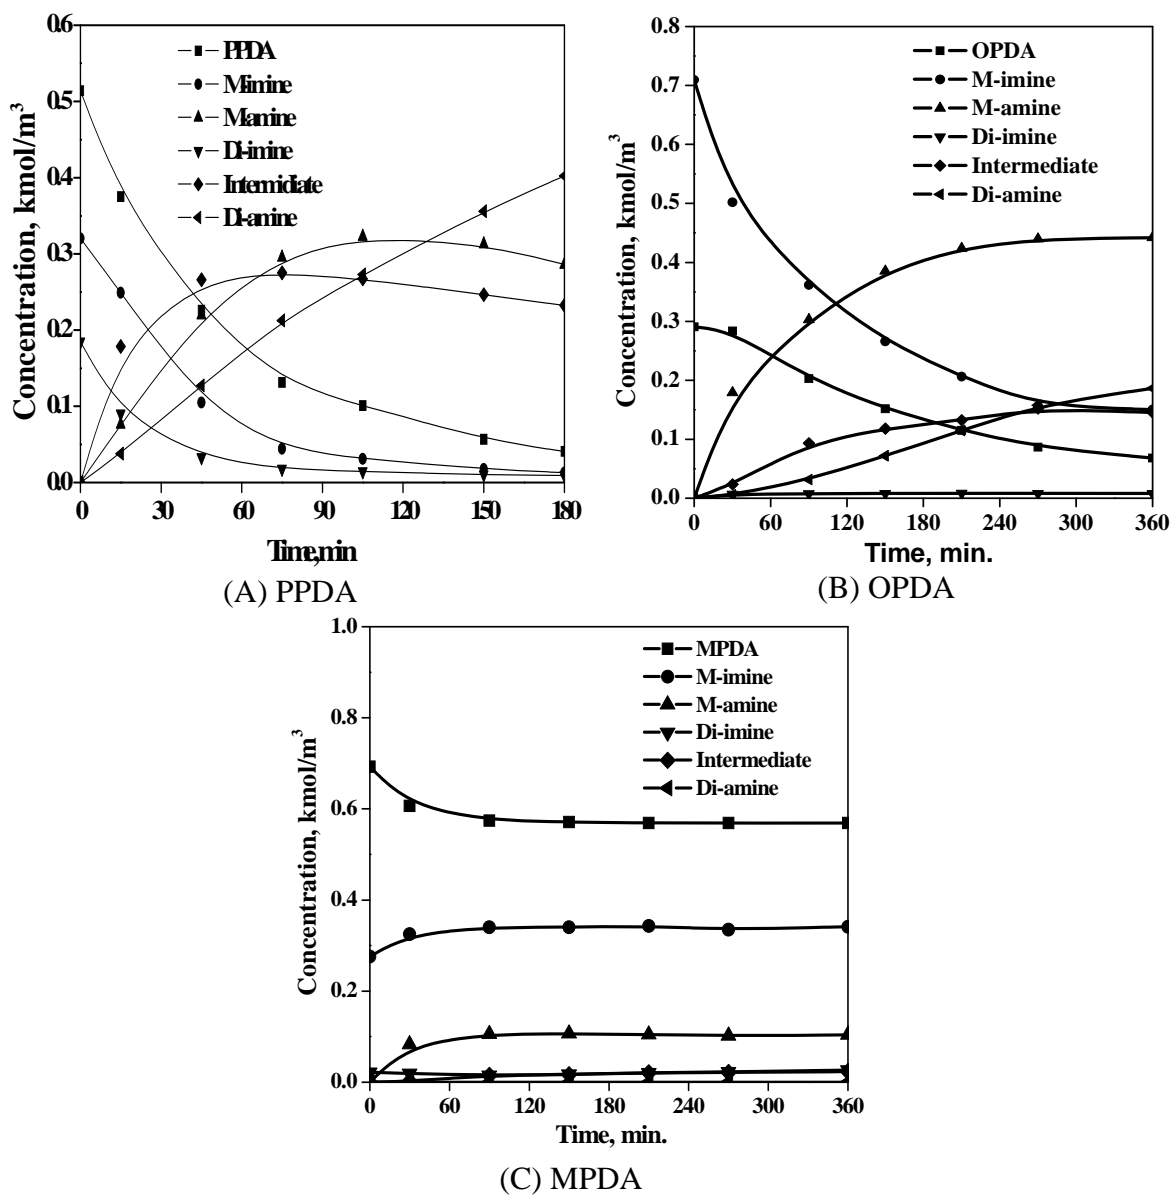 0.6
0.5
0.4
0.3
0.2
0.1
0.0
Concentration, kmol/m³
PPDA
M-imine
M-amine
Di-imine
Intermidiate
Di-amine
0 30 60 90 120 150 180
Time,min
(A) PPDA
0.8
0.7
0.6
0.5
0.4
0.3
0.2
0.1
0.0
Concentration, kmol/m³
OPDA
M-imine
M-amine
Di-imine
Intermediate
Di-amine
0 60 120 180 240 300 360
Time, min.
(B) OPDA
1.0
0.8
0.6
0.4
0.2
0.0
Concentration, kmol/m³
MPDA
M-imine
M-amine
Di-imine
Intermediate
Di-amine
0 60 120 180 240 300 360
Time, min.
(C) MPDA